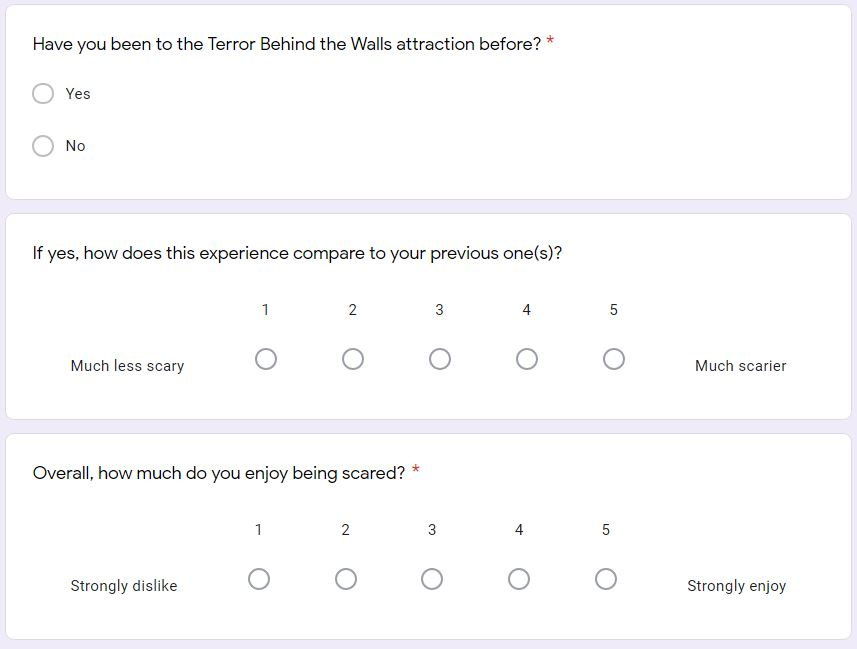 Have you been to the Terror Behind the Walls attraction before? *
Yes
No
If yes, how does this experience compare to your previous one(s)?
1 2 3 4 5
Much less scary Much scarier
Overall, how much do you enjoy being scared? *
1 2 3 4 5
Strongly dislike Strongly enjoy